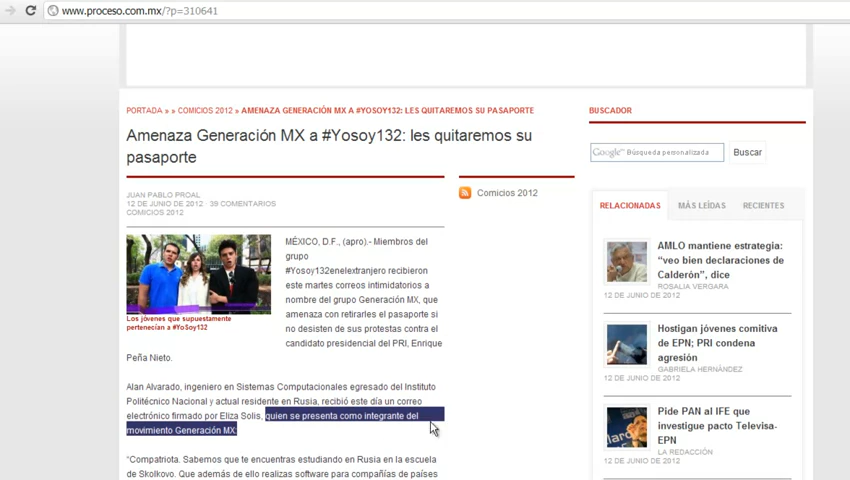 www.proceso.com.mx/?p=310641
PORTADA » » COMICIOS 2012 » AMENAZA GENERACIÓN MX A #YOSOY132: LES QUITAREMOS SU PASAPORTE
Amenaza Generación MX a #Yosoy132: les quitaremos su
pasaporte
JUAN PABLO PROAL
12 DE JUNIO DE 2012 · 39 COMENTARIOS
COMICIOS 2012
Comicios 2012
Los jóvenes que supuestamente
pertenecían a #YoSoy132
MÉXICO, D.F., (apro).- Miembros del
grupo
#Yosoy132enelextranjero recibieron
este martes correos intimidatorios a
nombre del grupo Generación MX, que
amenaza con retirarles el pasaporte si
no desisten de sus protestas contra el
candidato presidencial del PRI, Enrique
Peña Nieto.
Alan Alvarado, ingeniero en Sistemas Computacionales egresado del Instituto
Politécnico Nacional y actual residente en Rusia, recibió este día un correo
electrónico firmado por Eliza Solis, quien se presenta como integrante del
movimiento Generación MX:
“Compatriota. Sabemos que te encuentras estudiando en Rusia en la escuela
de Skolkovo. Que además de ello realizas software para compañías de países
BUSCADOR
Google™ Búsqueda personalizada
Buscar
RELACIONADAS MÁS LEÍDAS RECIENTES
AMLO mantiene estrategia:
“veo bien declaraciones de
Calderón”, dice
ROSALIA VERGARA
12 DE JUNIO DE 2012
Hostigan jóvenes comitiva
de EPN; PRI condena
agresión
GABRIELA HERNÁNDEZ
12 DE JUNIO DE 2012
Pide PAN al IFE que
investigue pacto Televisa-
EPN
LA REDACCIÓN
12 DE JUNIO DE 2012